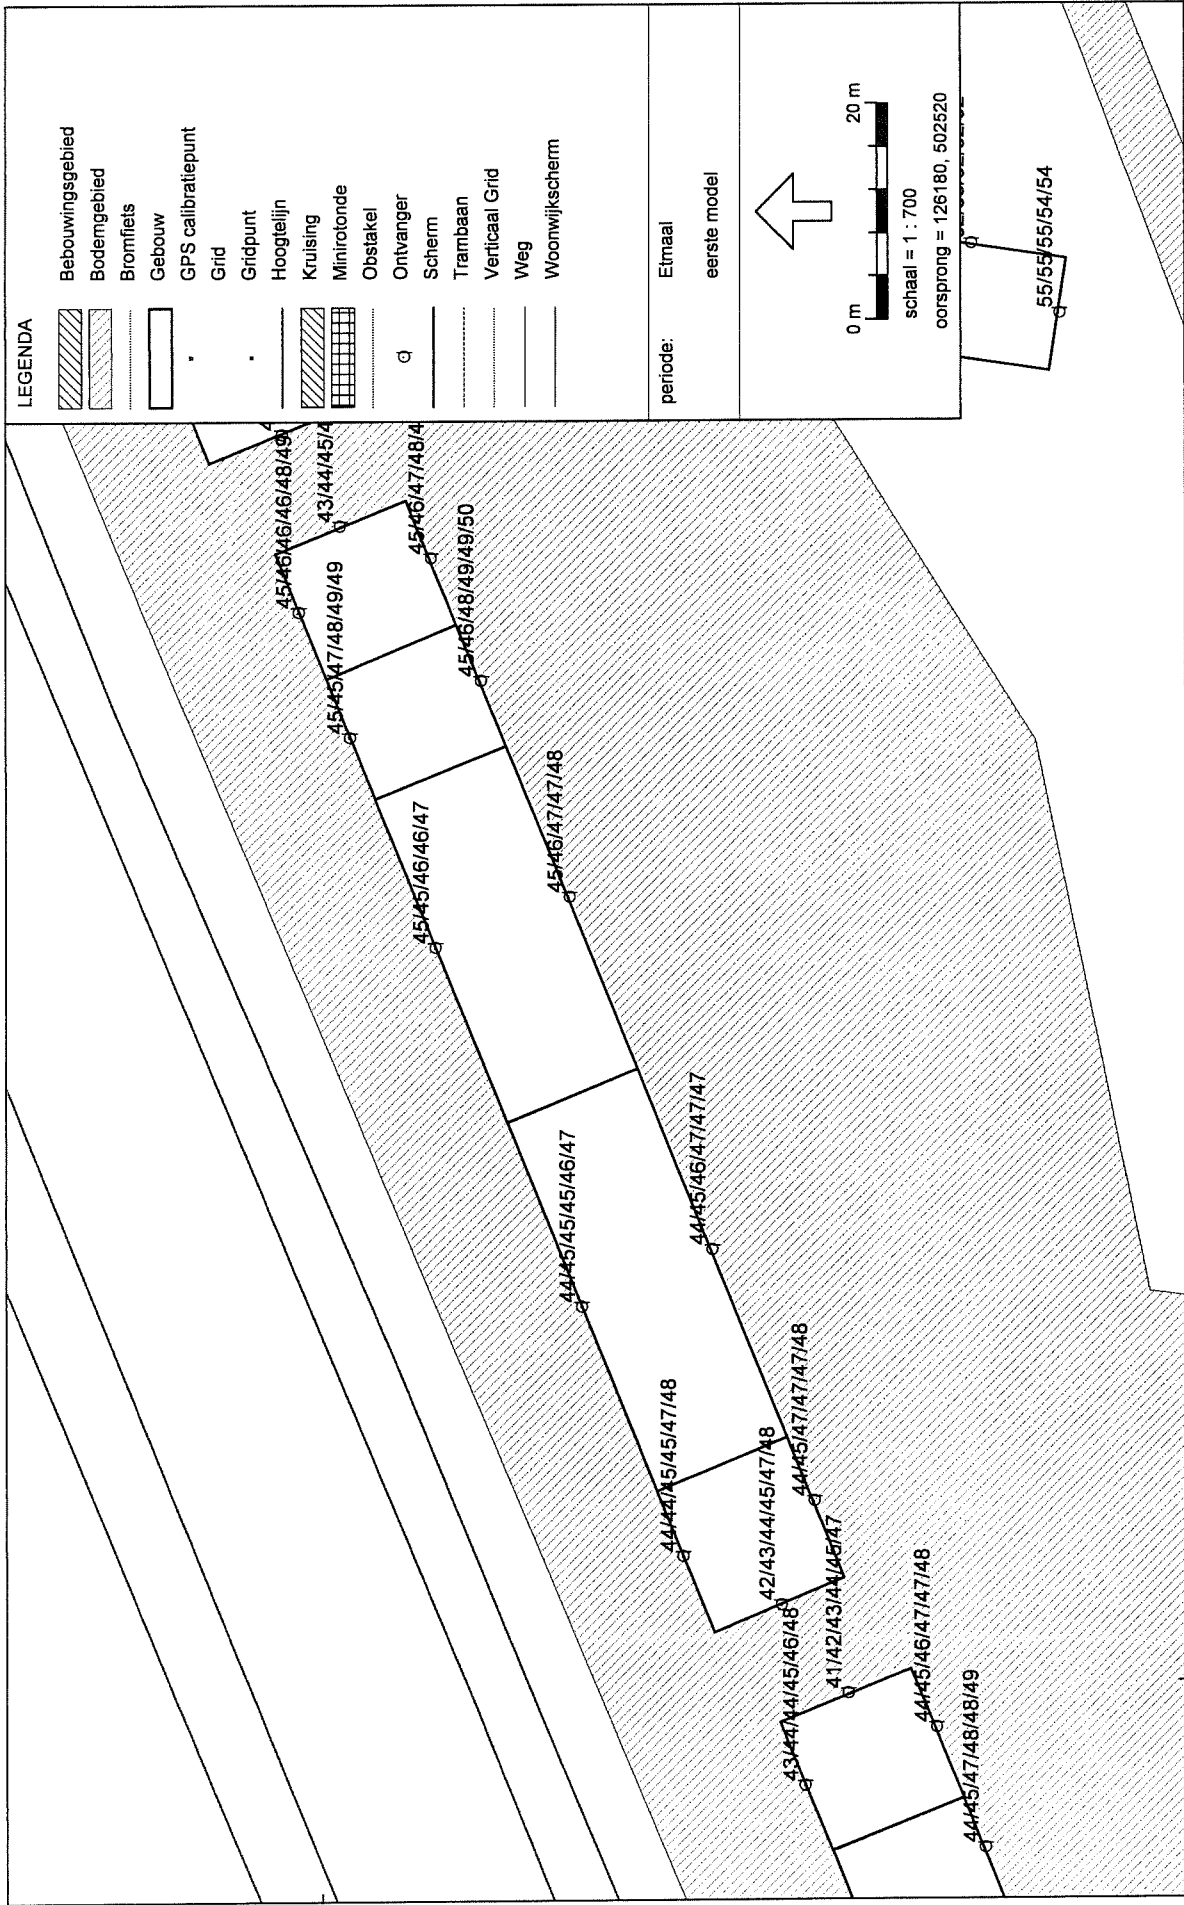 LEGENDA
Bebouwingsgebied
Bodemgebied
Bromfiets
Gebouw
GPS calibratiepunt
Grid
Gridpunt
Hoogtelijn
Kruising
Minirotonde
Obstakel
Ontvanger
Scherm
Trambaan
Verticaal Grid
Weg
Woonwijkscherm
periode: Etmaal
eerste model
0 m 20 m
schaal = 1 : 700
oorsprong = 126180, 502520
55/55/55/54/54
45/46/46/48/49
43/44/45/4
45/46/47/48/4
45/45/47/48/49/49
45/46/48/49/49/50
45/45/46/46/47
45/46/47/47/48
44/45/45/45/46/47
44/45/46/47/47/47
44/44/45/45/47/48
44/45/47/47/47/48
42/43/44/45/47/48
41/42/43/44/45/47
43/44/44/45/46/48
44/45/46/47/47/48
44/45/47/48/48/49